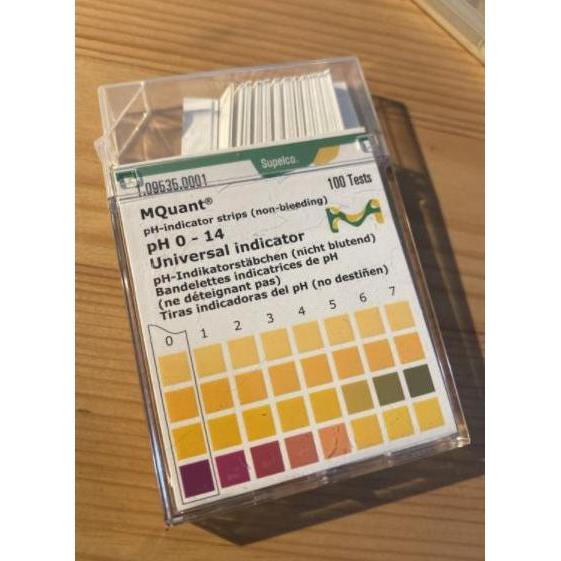 Supelco.
1.09535.0001
100 Tests
MQuant®
pH-indicator strips (non-bleeding)
pH 0 - 14
Universal indicator
pH-Indikatorstäbchen (nicht blutend)
Bandelettes indicatrices de pH
(ne déteignant pas)
Tiras indicadoras del pH (no destiñen)
0 1 2 3 4 5 6 7